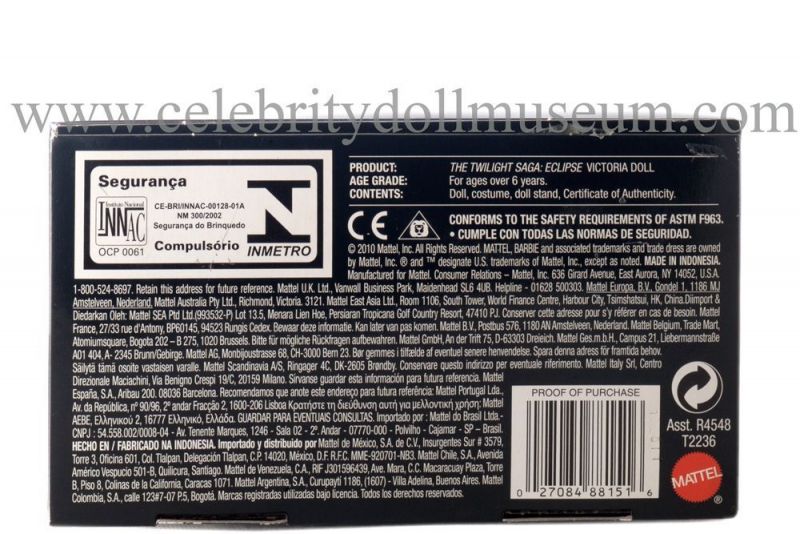 www.celebritydollmuseum.com
Segurança
Instituto Nacional
INNAC
OCP 0061
CE-BRI/INNAC-00128-01A
NM 300/2002
Segurança do Brinquedo
Compulsório
N
INMETRO
PRODUCT: THE TWILIGHT SAGA: ECLIPSE VICTORIA DOLL
AGE GRADE: For ages over 6 years.
CONTENTS: Doll, costume, doll stand, Certificate of Authenticity.
CE
CONFORMS TO THE SAFETY REQUIREMENTS OF ASTM F963.
• CUMPLE CON TODAS LAS NORMAS DE SEGURIDAD.
© 2010 Mattel, Inc. All Rights Reserved. MATTEL, BARBIE and associated trademarks and trade dress are owned
by Mattel, Inc. ® and ™ designate U.S. trademarks of Mattel, Inc., except as noted. MADE IN INDONESIA.
Manufactured for Mattel. Consumer Relations – Mattel, Inc. 636 Girard Avenue, East Aurora, NY 14052, U.S.A.
1-800-524-8697. Retain this address for future reference. Mattel U.K. Ltd., Vanwall Business Park, Maidenhead SL6 4UB. Helpline - 01628 500303. Mattel Europa, B.V., Gondel 1, 1186 MJ
Amstelveen, Nederland. Mattel Australia Pty Ltd., Richmond, Victoria. 3121. Mattel East Asia Ltd., Room 1106, South Tower, World Finance Centre, Harbour City, Tsimshatsui, HK, China.Diimport &
Diedarkan Oleh: Mattel SEA Ptd Ltd.(993532-P) Lot 13.5, Menara Lien Hoe, Persiaran Tropicana Golf Country Resort, 47410 PJ. Conserver cette adresse pour s'y référer en cas de besoin. Mattel
France, 27/33 rue d'Antony, BP60145, 94523 Rungis Cedex. Bewaar deze informatie. Kan later van pas komen. Mattel B.V., Postbus 576, 1180 AN Amstelveen, Nederland. Mattel Belgium, Trade Mart,
Atomiumsquare, Bogota 202 – B 275, 1020 Brussels. Bitte für mögliche Rückfragen aufbewahren. Mattel GmbH, An der Trift 75, D-63303 Dreieich. Mattel Ges.m.b.H., Campus 21, Liebermannstraße
A01 404, A- 2345 Brunn/Gebirge. Mattel AG, Monbijoustrasse 68, CH-3000 Bern 23. Bør gemmes i tilfælde af eventuel senere henvendelse. Spara denna adress för framtida behov.
Säilytä tämä osoite vastaisen varalle. Mattel Scandinavia A/S, Ringager 4C, DK-2605 Brøndby. Conservare questo indirizzo per eventuale riferimento. Mattel Italy Srl., Centro
Direzionale Maciachini, Via Benigno Crespi 19/C, 20159 Milano. Sirvanse guardar esta información para futura referencia. Mattel
España, S.A., Aribau 200. 08036 Barcelona. Recomendamos que se guarde a informação para referência. Mattel Portugal Lda.,
Av. da República, nº 90/96, 2º andar Fracção 2, 1600-206 Lisboa Κρατήστε τη διεύθυνση αυτή για μελλοντική χρήση. Mattel
AEBE, Ελληνικού 2, 16777 Ελληνικό, Ελλάδα. GUARDAR PARA EVENTUAIS CONSULTAS. Importado por : Mattel do Brasil Ltda.-
CNPJ : 54.558.002/0008-04 - Av. Tenente Marques, 1246 - Sala 02 - 2º. Andar - 07770-000 - Polvilho - Cajamar - SP – Brasil.
HECHO EN / FABRICADO NA INDONESIA. Importado y distribuido por Mattel de México, S.A. de C.V., Insurgentes Sur # 3579,
Torre 3, Oficina 601, Col. Tlalpan, Delegación Tlalpan, C.P. 14020, México, D.F. R.F.C. MME-920701-NB3. Mattel Chile, S.A., Avenida
Américo Vespucio 501-B, Quilicura, Santiago. Mattel de Venezuela, C.A., RIF J301596439, Ave. Mara, C.C. Macaracuay Plaza, Torre
B, Piso 8, Colinas de la California, Caracas 1071. Mattel Argentina, S.A., Curupaytí 1186, (1607) - Villa Adelina, Buenos Aires. Mattel
Colombia, S.A., calle 123#7-07 P.5, Bogotá. Marcas registradas utilizadas bajo licencia. Todos los derechos reservados.
PROOF OF PURCHASE
0 27084 88151 6
Asst. R4548
T2236
MATTEL
®